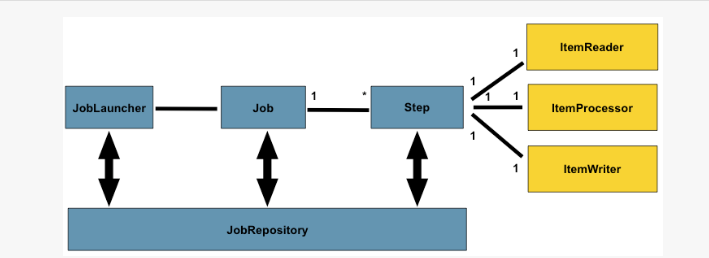 ItemReader
1
1
JobLauncher
Job
1
*
Step
1
1
ItemProcessor
1
1
ItemWriter
JobRepository